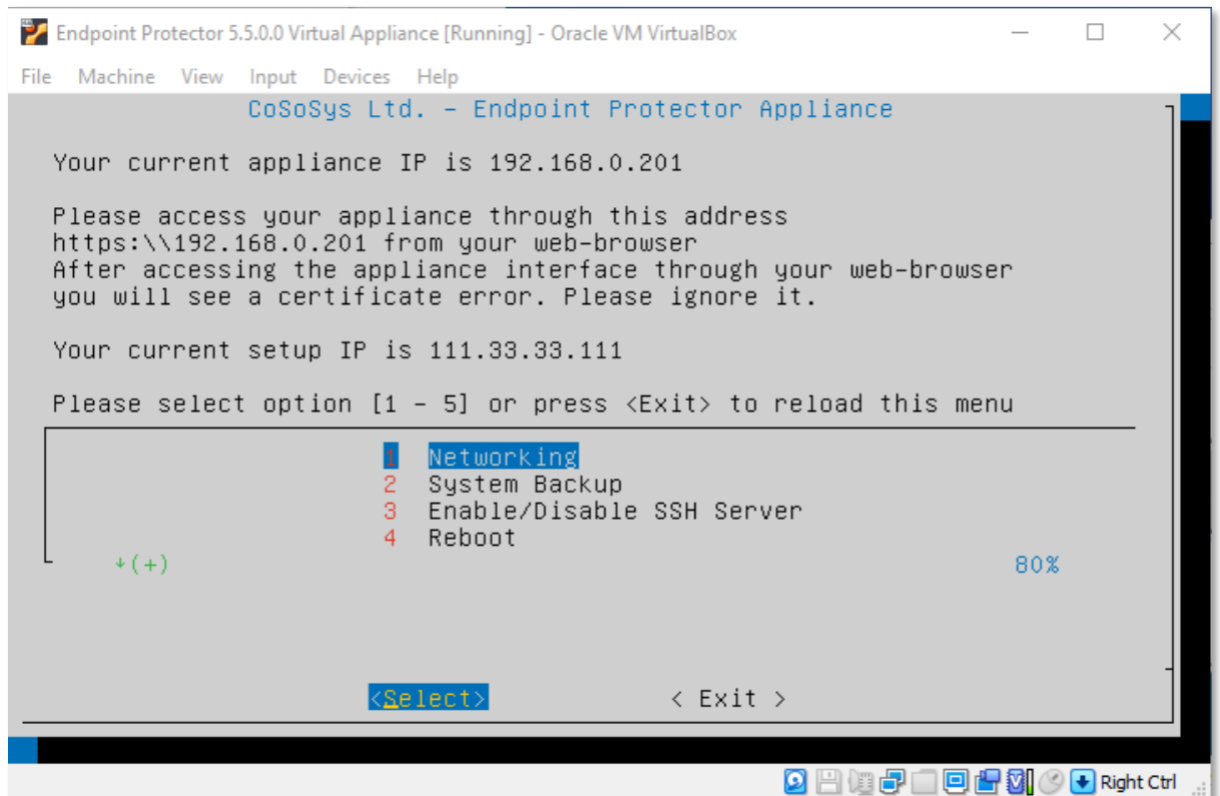 Endpoint Protector 5.5.0.0 Virtual Appliance [Running] - Oracle VM VirtualBox
File Machine View Input Devices Help
CoSoSys Ltd. - Endpoint Protector Appliance
Your current appliance IP is 192.168.0.201
Please access your appliance through this address
https:\\192.168.0.201 from your web-browser
After accessing the appliance interface through your web-browser
you will see a certificate error. Please ignore it.
Your current setup IP is 111.33.33.111
Please select option [1 - 5] or press <Exit> to reload this menu
1 Networking
2 System Backup
3 Enable/Disable SSH Server
4 Reboot
↓(+) 80%
<Select> < Exit >
Right Ctrl